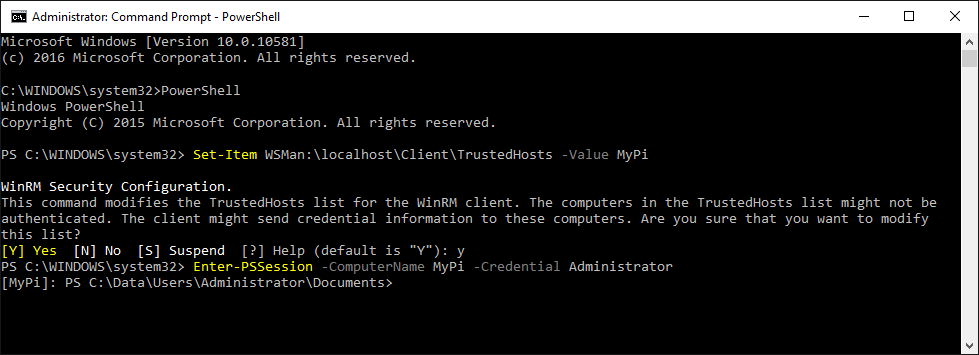 Administrator: Command Prompt - PowerShell
Microsoft Windows [Version 10.0.10581]
(c) 2016 Microsoft Corporation. All rights reserved.
C:\WINDOWS\system32>PowerShell
Windows PowerShell
Copyright (C) 2015 Microsoft Corporation. All rights reserved.
PS C:\WINDOWS\system32> Set-Item WSMan:\localhost\Client\TrustedHosts -Value MyPi
WinRM Security Configuration.
This command modifies the TrustedHosts list for the WinRM client. The computers in the TrustedHosts list might not be
authenticated. The client might send credential information to these computers. Are you sure that you want to modify
this list?
[Y] Yes  [N] No  [S] Suspend  [?] Help (default is "Y"): y
PS C:\WINDOWS\system32> Enter-PSSession -ComputerName MyPi -Credential Administrator
[MyPi]: PS C:\Data\Users\Administrator\Documents>